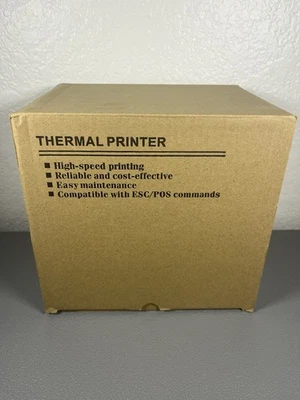 THERMAL PRINTER
■ High-speed printing
■ Reliable and cost-effective
■ Easy maintenance
■ Compatible with ESC/POS commands